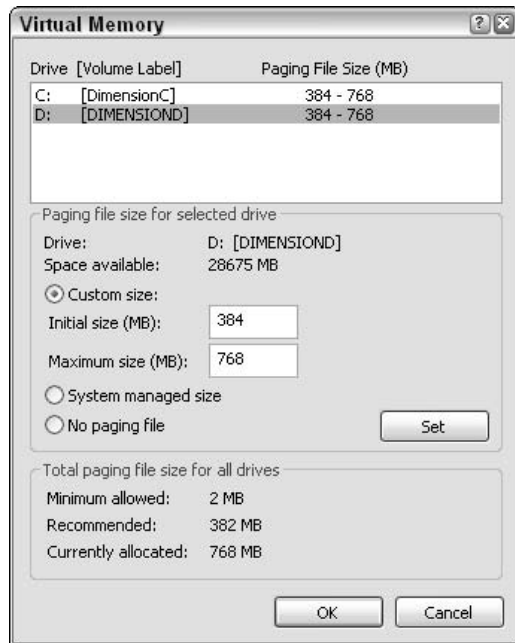 Virtual Memory
Drive [Volume Label] Paging File Size (MB)
C: [DimensionC] 384 - 768
D: [DIMENSIOND] 384 - 768
Paging file size for selected drive
Drive: D: [DIMENSIOND]
Space available: 28675 MB
Custom size:
Initial size (MB): 384
Maximum size (MB): 768
System managed size
No paging file
Set
Total paging file size for all drives
Minimum allowed: 2 MB
Recommended: 382 MB
Currently allocated: 768 MB
OK Cancel